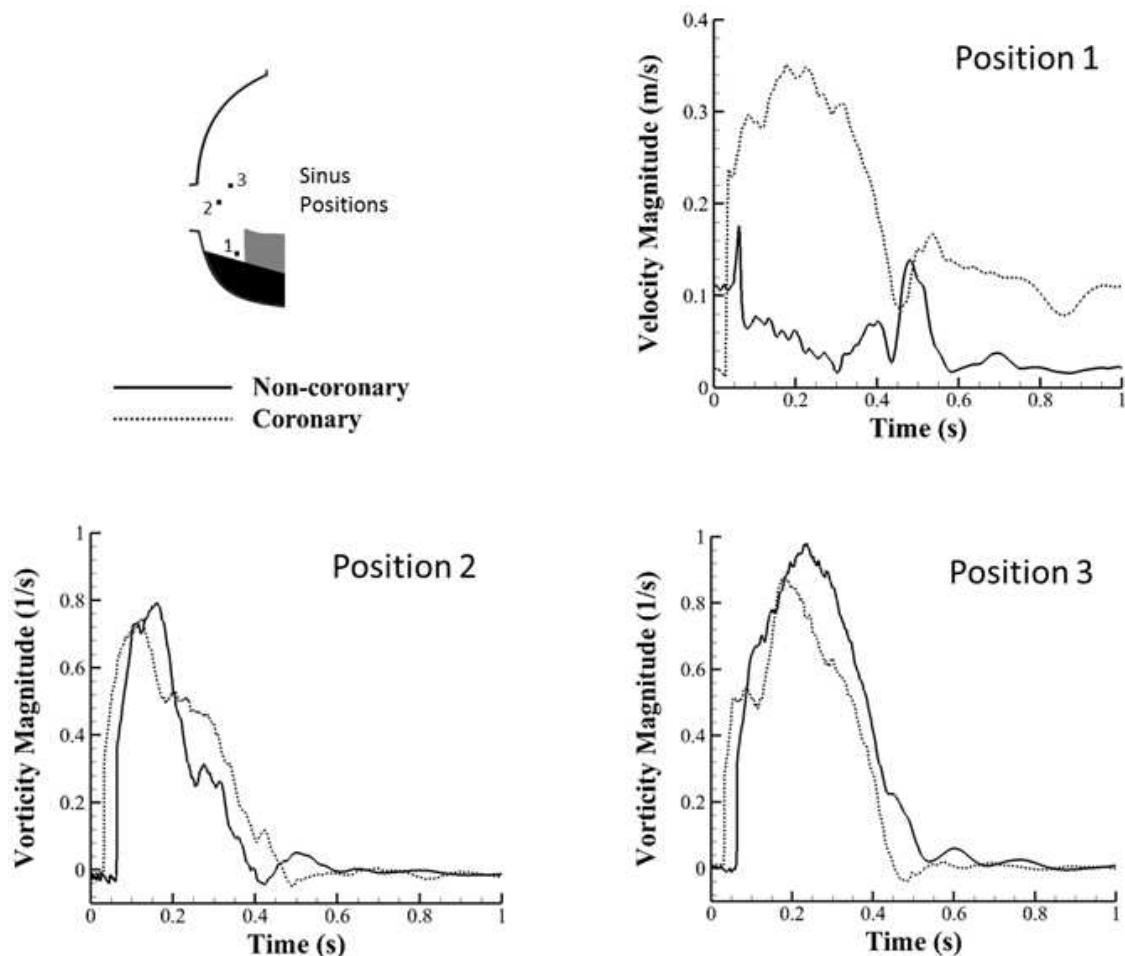 3
2
1
Sinus
Positions
Non-coronary
Coronary
Position 1
Velocity Magnitude (m/s)
0.4
0.3
0.2
0.1
0
0 0.2 0.4 0.6 0.8 1
Time (s)
Position 2
Vorticity Magnitude (1/s)
1
0.8
0.6
0.4
0.2
0
0 0.2 0.4 0.6 0.8 1
Time (s)
Position 3
Vorticity Magnitude (1/s)
1
0.8
0.6
0.4
0.2
0
0 0.2 0.4 0.6 0.8 1
Time (s)